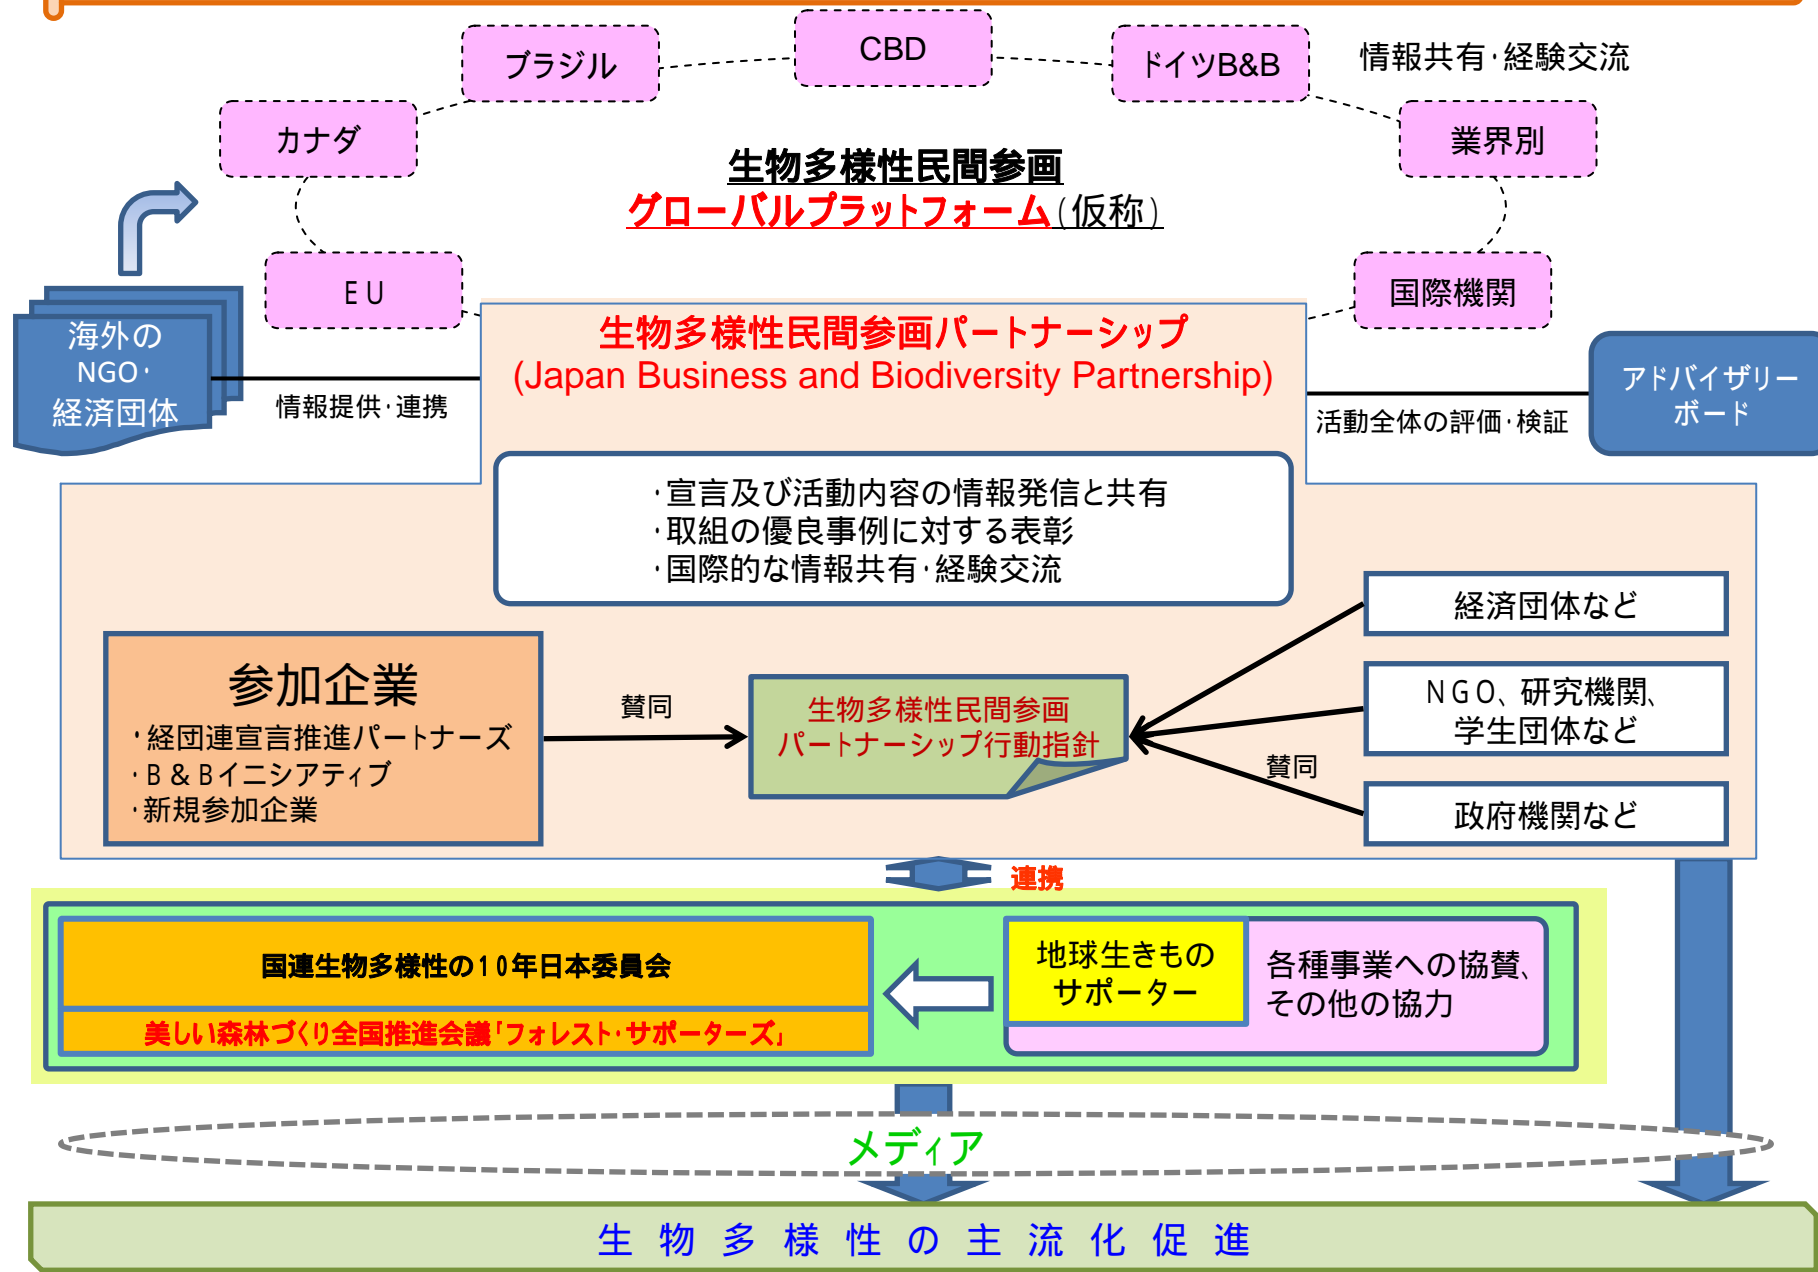 ブラジル
CBD
ドイツB&B
情報共有・経験交流
カナダ
業界別
生物多様性民間参画
グローバルプラットフォーム(仮称)
EU
国際機関
海外の
NGO・
経済団体
情報提供・連携
生物多様性民間参画パートナーシップ
(Japan Business and Biodiversity Partnership)
活動全体の評価・検証
アドバイザリー
ボード
・宣言及び活動内容の情報発信と共有
・取組の優良事例に対する表彰
・国際的な情報共有・経験交流
参加企業
・経団連宣言推進パートナーズ
・B&Bイニシアティブ
・新規参加企業
賛同
生物多様性民間参画
パートナーシップ行動指針
経済団体など
NGO、研究機関、
学生団体など
賛同
政府機関など
連携
国連生物多様性の10年日本委員会
美しい森林づくり全国推進会議「フォレスト・サポーターズ」
地球生きもの
サポーター
各種事業への協賛、
その他の協力
メディア
生物多様性の主流化促進